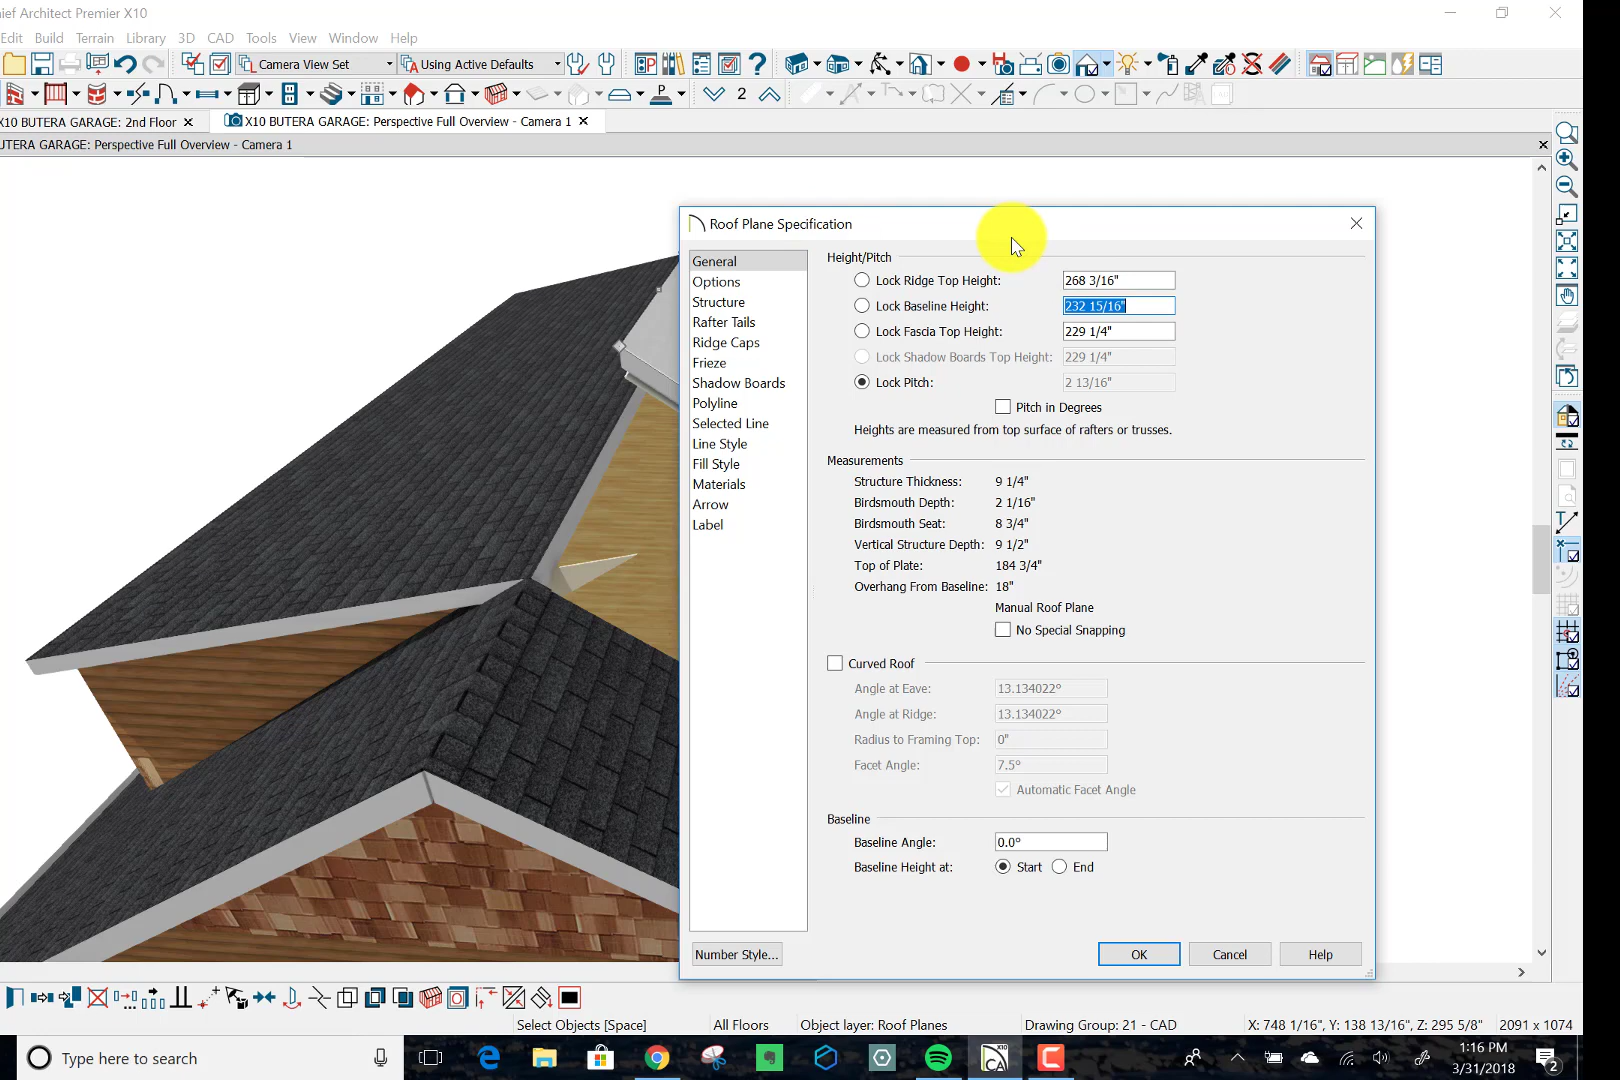 ief Architect Premier X10
Edit Build Terrain Library 3D CAD Tools View Window Help
Camera View Set Using Active Defaults
2
X10 BUTERA GARAGE: 2nd Floor X10 BUTERA GARAGE: Perspective Full Overview - Camera 1
UTERA GARAGE: Perspective Full Overview - Camera 1
Roof Plane Specification
General
Options
Structure
Rafter Tails
Ridge Caps
Frieze
Shadow Boards
Polyline
Selected Line
Line Style
Fill Style
Materials
Arrow
Label
Height/Pitch
Lock Ridge Top Height: 268 3/16"
Lock Baseline Height: 232 15/16"
Lock Fascia Top Height: 229 1/4"
Lock Shadow Boards Top Height: 229 1/4"
Lock Pitch: 2 13/16"
Pitch in Degrees
Heights are measured from top surface of rafters or trusses.
Measurements
Structure Thickness: 9 1/4"
Birdsmouth Depth: 2 1/16"
Birdsmouth Seat: 8 3/4"
Vertical Structure Depth: 9 1/2"
Top of Plate: 184 3/4"
Overhang From Baseline: 18"
Manual Roof Plane
No Special Snapping
Curved Roof
Angle at Eave: 13.134022°
Angle at Ridge: 13.134022°
Radius to Framing Top: 0"
Facet Angle: 7.5°
Automatic Facet Angle
Baseline
Baseline Angle: 0.0°
Baseline Height at: Start End
Number Style... OK Cancel Help
Select Objects [Space] All Floors Object layer: Roof Planes Drawing Group: 21 - CAD X: 748 1/16", Y: 138 13/16", Z: 295 5/8" 2091 x 1074
Type here to search
X10
CA
1:16 PM
3/31/2018
2